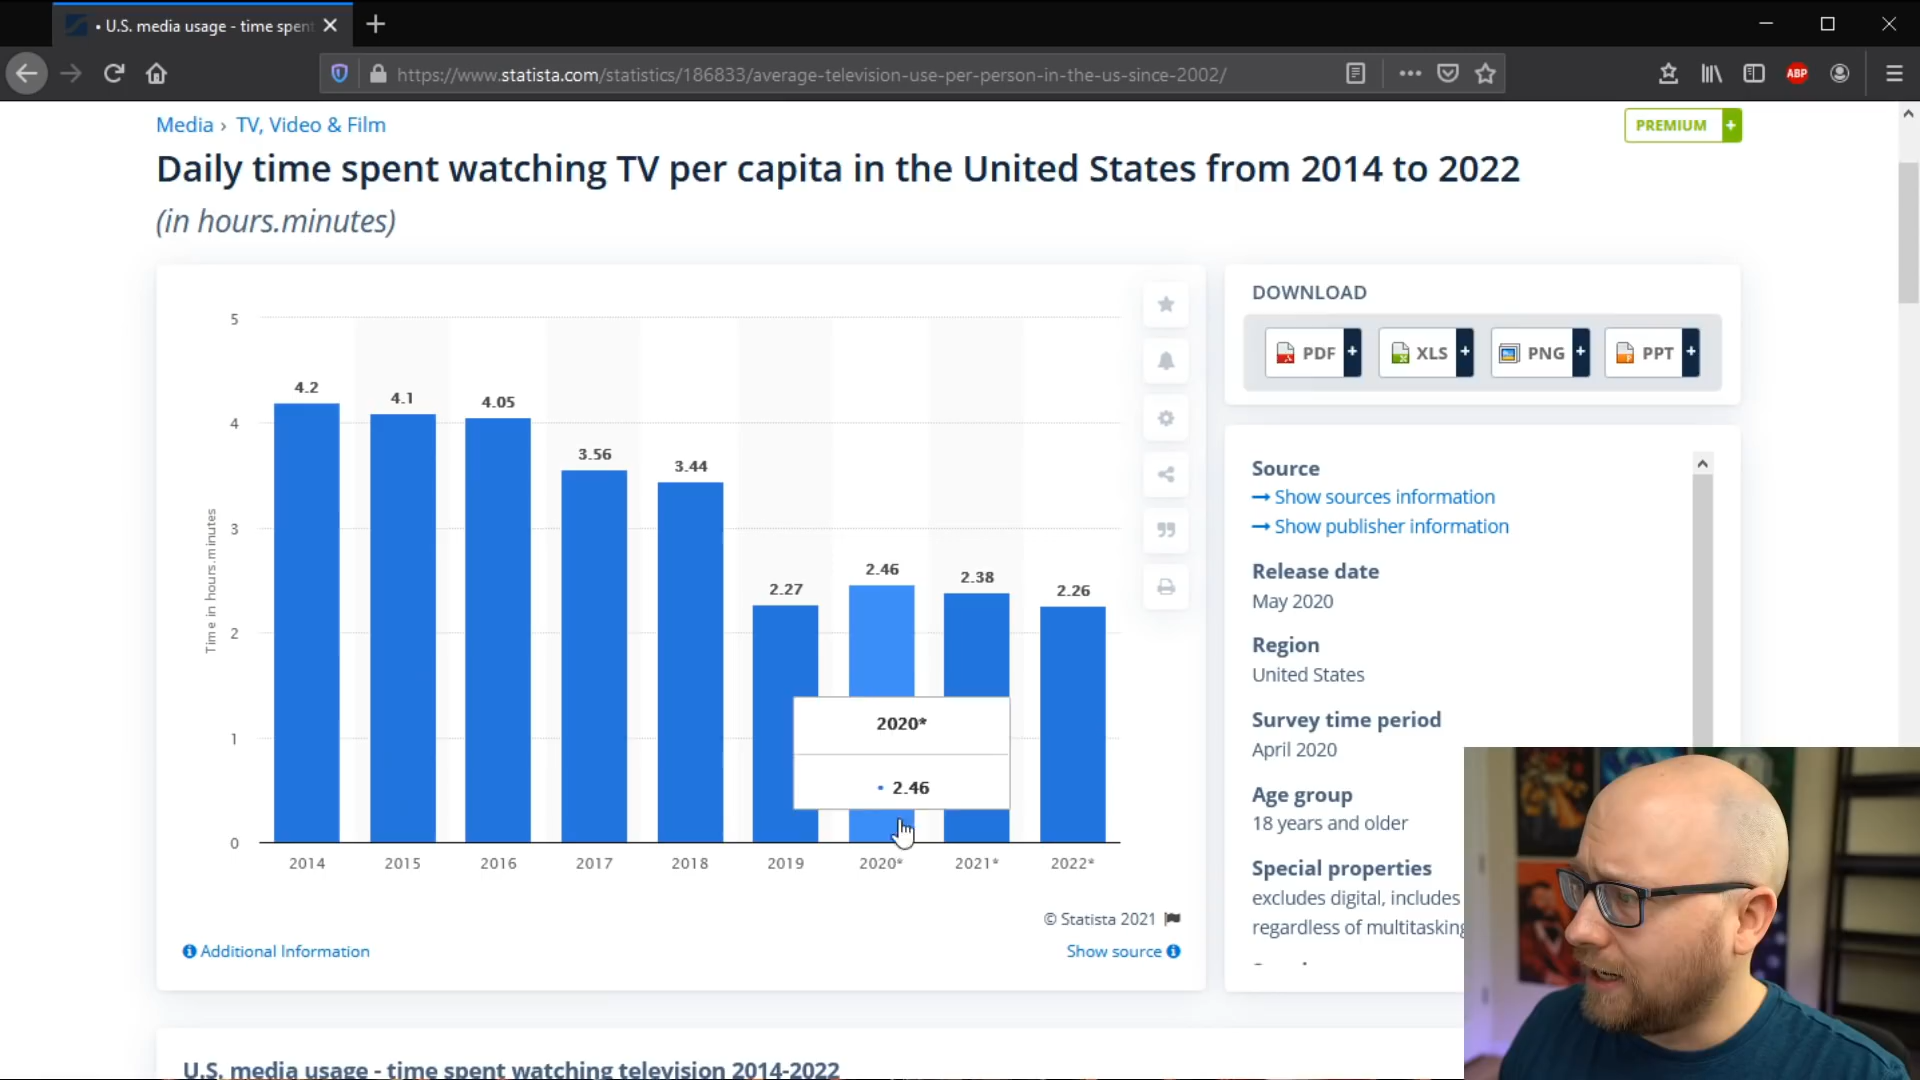 • U.S. media usage - time spent
https://www.statista.com/statistics/186833/average-television-use-per-person-in-the-us-since-2002/
ABP
Media › TV, Video & Film
PREMIUM +
Daily time spent watching TV per capita in the United States from 2014 to 2022
(in hours.minutes)
DOWNLOAD
PDF + XLS + PNG + PPT +
5
4
3
2
1
0
Time in hours.minutes
4.2
4.1
4.05
3.56
3.44
2.27
2.46
2.38
2.26
2020*
• 2.46
2014 2015 2016 2017 2018 2019 2020* 2021* 2022*
© Statista 2021
Additional Information
Show source
Source
→ Show sources information
→ Show publisher information
Release date
May 2020
Region
United States
Survey time period
April 2020
Age group
18 years and older
Special properties
excludes digital, includes
regardless of multitasking
U.S. media usage - time spent watching television 2014-2022